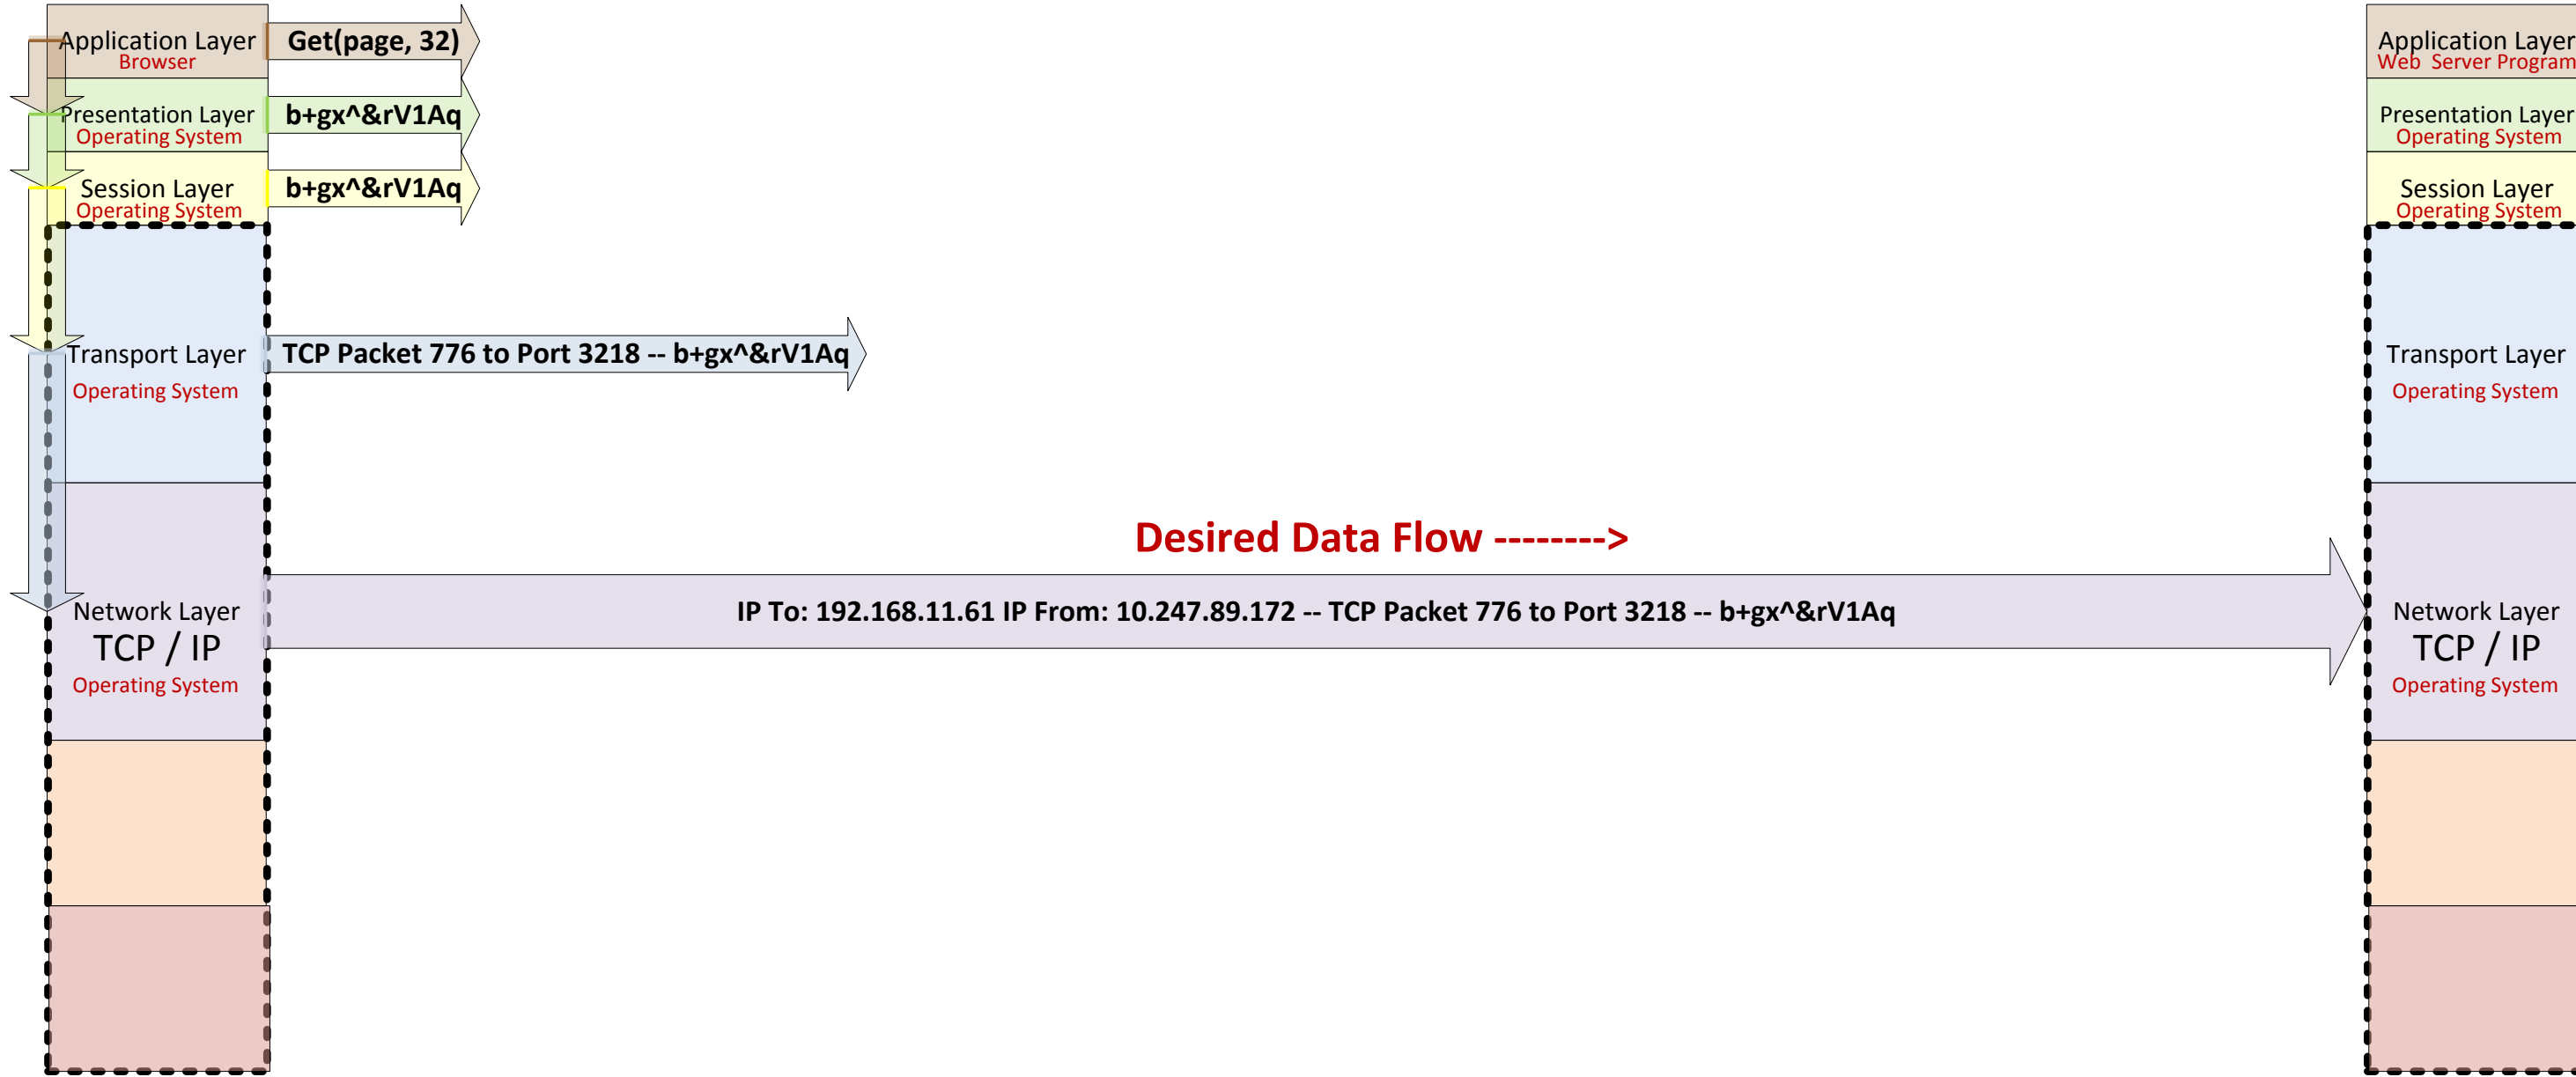 Application Layer
Browser
Get(page, 32)
Presentation Layer
Operating System
b+gx^&rV1Aq
Session Layer
Operating System
b+gx^&rV1Aq
Transport Layer
Operating System
TCP Packet 776 to Port 3218 -- b+gx^&rV1Aq
Desired Data Flow -------->
Network Layer
TCP / IP
Operating System
IP To: 192.168.11.61 IP From: 10.247.89.172 -- TCP Packet 776 to Port 3218 -- b+gx^&rV1Aq
Application Layer
Web Server Program
Presentation Layer
Operating System
Session Layer
Operating System
Transport Layer
Operating System
Network Layer
TCP / IP
Operating System